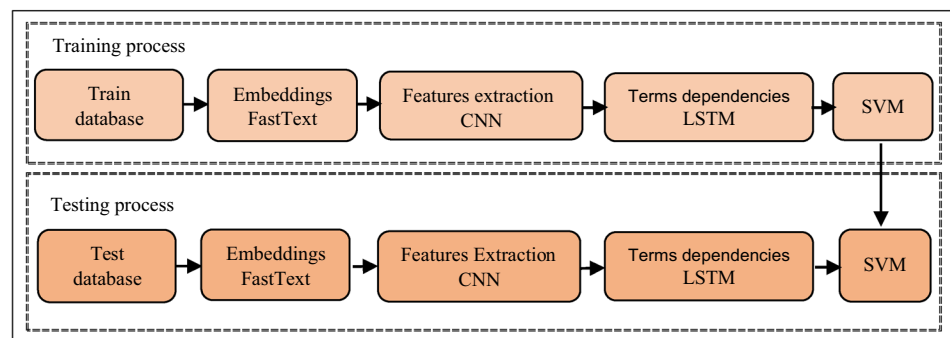 Training process
Train
database
Embeddings
FastText
Features extraction
CNN
Terms dependencies
LSTM
SVM
Testing process
Test
database
Embeddings
FastText
Features Extraction
CNN
Terms dependencies
LSTM
SVM